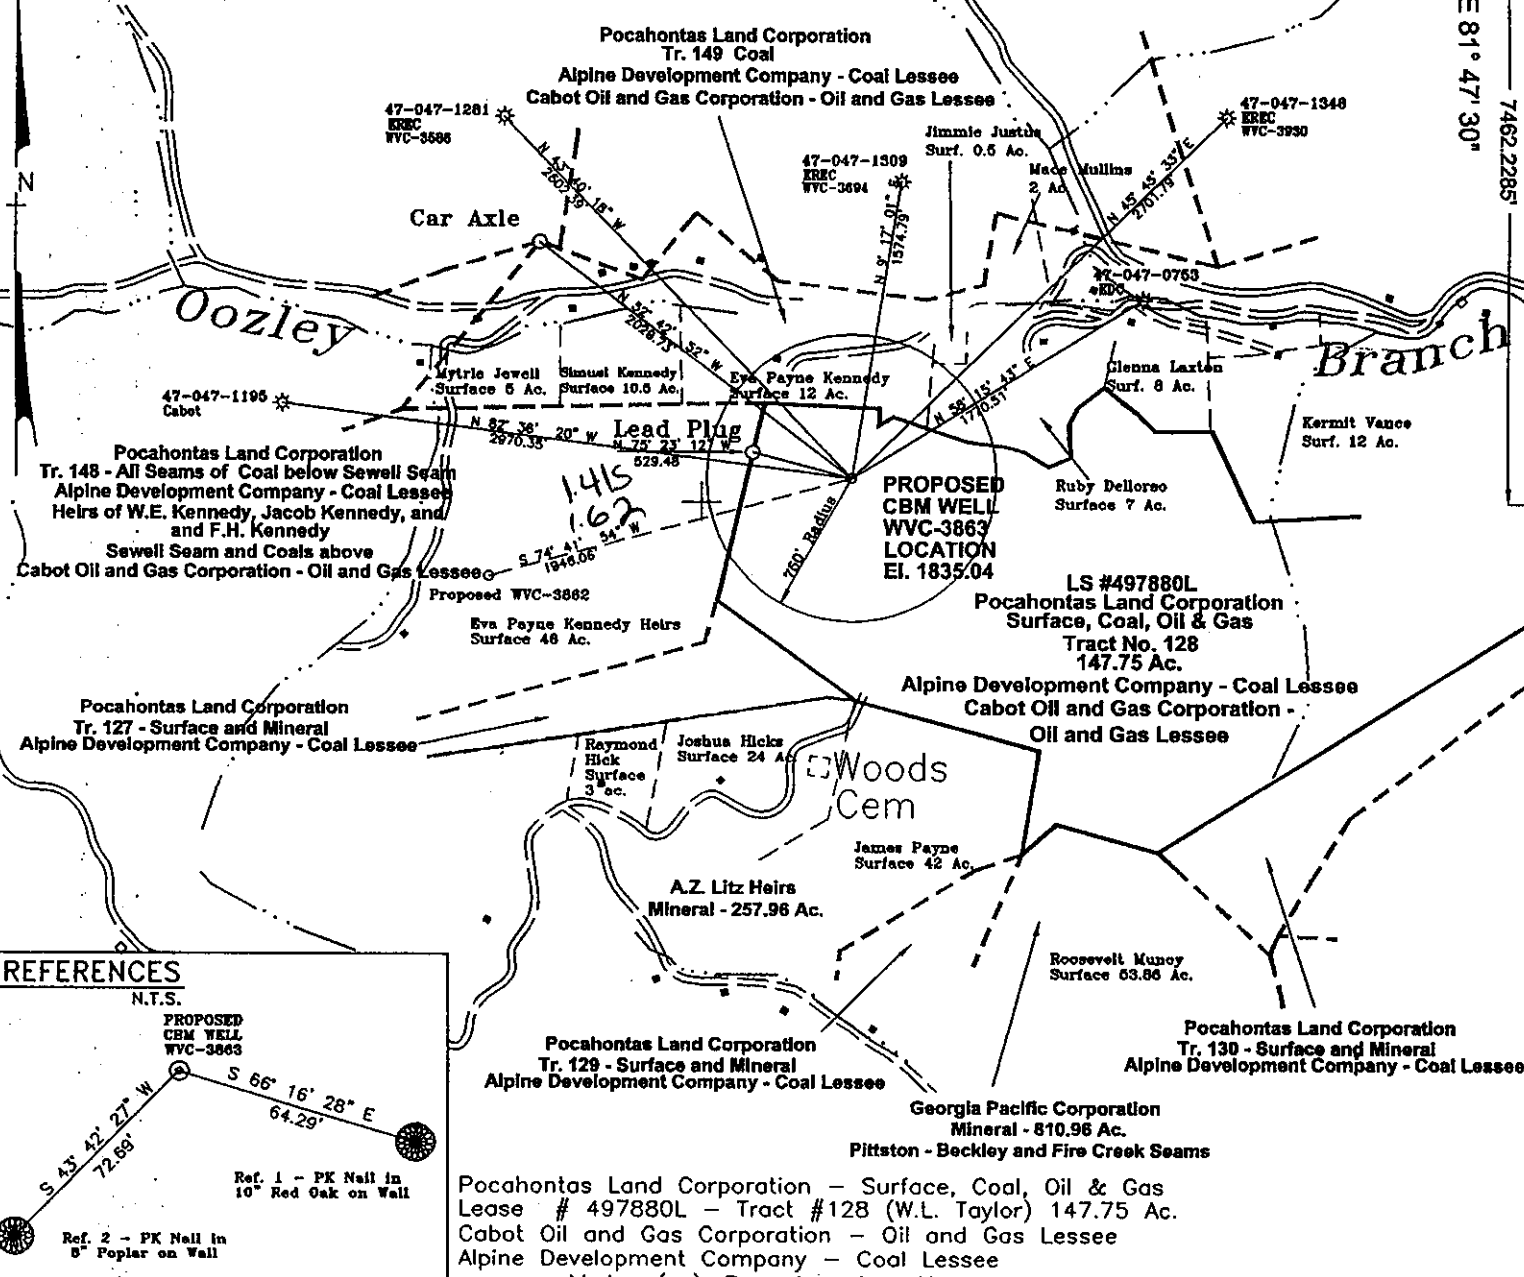 Pocahontas Land Corporation
Tr. 149 Coal
Alpine Development Company - Coal Lessee
Cabot Oil and Gas Corporation - Oil and Gas Lessee
E 81° 47' 30"
7462.2285'
47-047-1281
EREC
WVC-3586
N 43° 40' 18" W
2602.39
47-047-1309
EREC
WVC-3694
N 9° 17' 01" E
1574.79
Jimmie Justus
Surf. 0.5 Ac.
Mace Mullins
2 Ac.
47-047-1348
EREC
WVC-3930
N 45° 45' 33" E
2701.79
N
Car Axle
47-047-0753
EDC
Oozley
Branch
N 52° 42' 52" W
2028.73
Mytrle Jewell
Surface 5 Ac.
Simuel Kennedy
Surface 10.5 Ac.
Eva Payne Kennedy
Surface 12 Ac.
N 58° 15' 43" E
1770.51
Glenna Laxton
Surf. 8 Ac.
Kermit Vance
Surf. 12 Ac.
47-047-1195
Cabot
N 82° 36' 20" W
2970.35
Lead Plug
N 75° 23' 12" W
529.48
Pocahontas Land Corporation
Tr. 148 - All Seams of Coal below Sewell Seam
Alpine Development Company - Coal Lessee
Heirs of W.E. Kennedy, Jacob Kennedy, and
and F.H. Kennedy
Sewell Seam and Coals above
Cabot Oil and Gas Corporation - Oil and Gas Lessee
1.415
1.62
S 74° 41' 54" W
1946.06'
Proposed WVC-3862
750' Radius
PROPOSED
CBM WELL
WVC-3863
LOCATION
El. 1835.04
Ruby Dellorso
Surface 7 Ac.
Eva Payne Kennedy Heirs
Surface 46 Ac.
LS #497880L
Pocahontas Land Corporation
Surface, Coal, Oil & Gas
Tract No. 128
147.75 Ac.
Alpine Development Company - Coal Lessee
Cabot Oil and Gas Corporation -
Oil and Gas Lessee
Pocahontas Land Corporation
Tr. 127 - Surface and Mineral
Alpine Development Company - Coal Lessee
Raymond
Hick
Surface
3 ac.
Joshua Hicks
Surface 24 Ac
Woods
Cem
James Payne
Surface 42 Ac.
A.Z. Litz Heirs
Mineral - 257.96 Ac.
Roosevelt Muncy
Surface 53.86 Ac.
Pocahontas Land Corporation
Tr. 129 - Surface and Mineral
Alpine Development Company - Coal Lessee
Pocahontas Land Corporation
Tr. 130 - Surface and Mineral
Alpine Development Company - Coal Lessee
Georgia Pacific Corporation
Mineral - 810.96 Ac.
Pittston - Beckley and Fire Creek Seams
REFERENCES
N.T.S.
PROPOSED
CBM WELL
WVC-3863
S 66° 16' 28" E
64.29'
S 43° 42' 27" W
72.69'
Ref. 1 - PK Nail in
10" Red Oak on Wall
Ref. 2 - PK Nail in
8" Poplar on Wall
Pocahontas Land Corporation - Surface, Coal, Oil & Gas
Lease # 497880L - Tract #128 (W.L. Taylor) 147.75 Ac.
Cabot Oil and Gas Corporation - Oil and Gas Lessee
Alpine Development Company - Coal Lessee